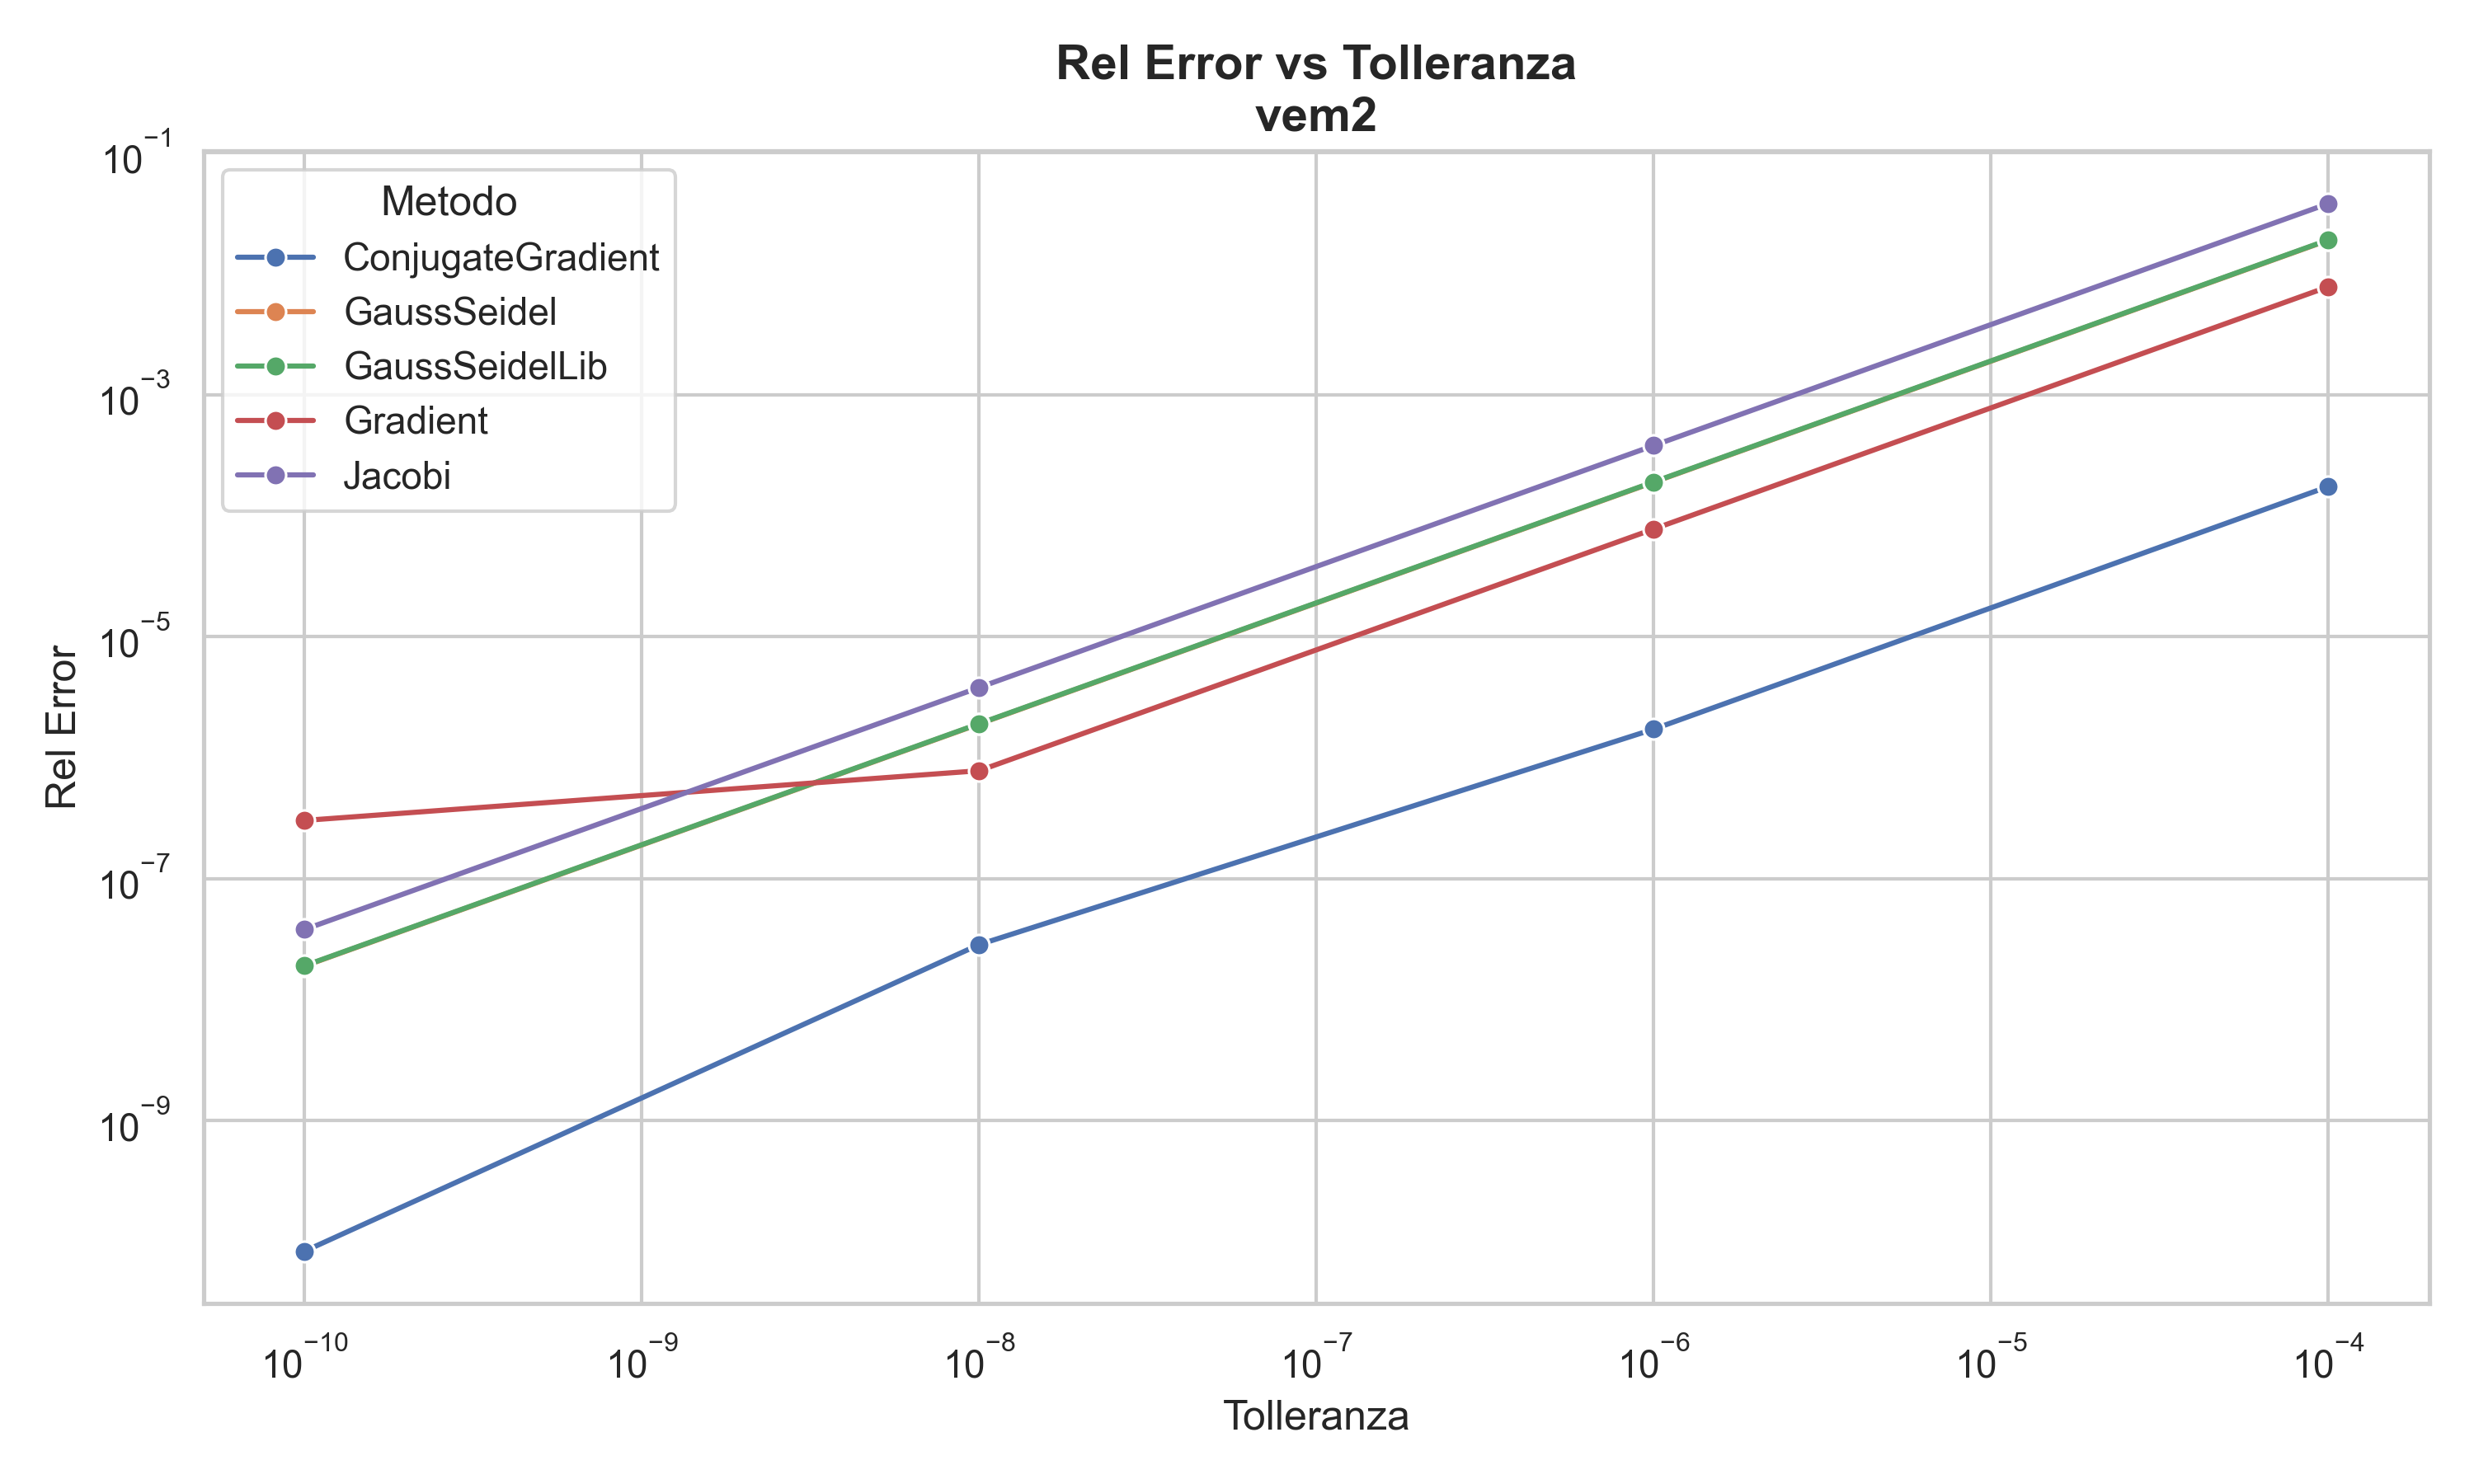 Rel Error vs Tolleranza
vem2
Metodo
ConjugateGradient
GaussSeidel
GaussSeidelLib
Gradient
Jacobi
10⁻¹
10⁻³
10⁻⁵
10⁻⁷
10⁻⁹
Rel Error
10⁻¹⁰ 10⁻⁹ 10⁻⁸ 10⁻⁷ 10⁻⁶ 10⁻⁵ 10⁻⁴
Tolleranza